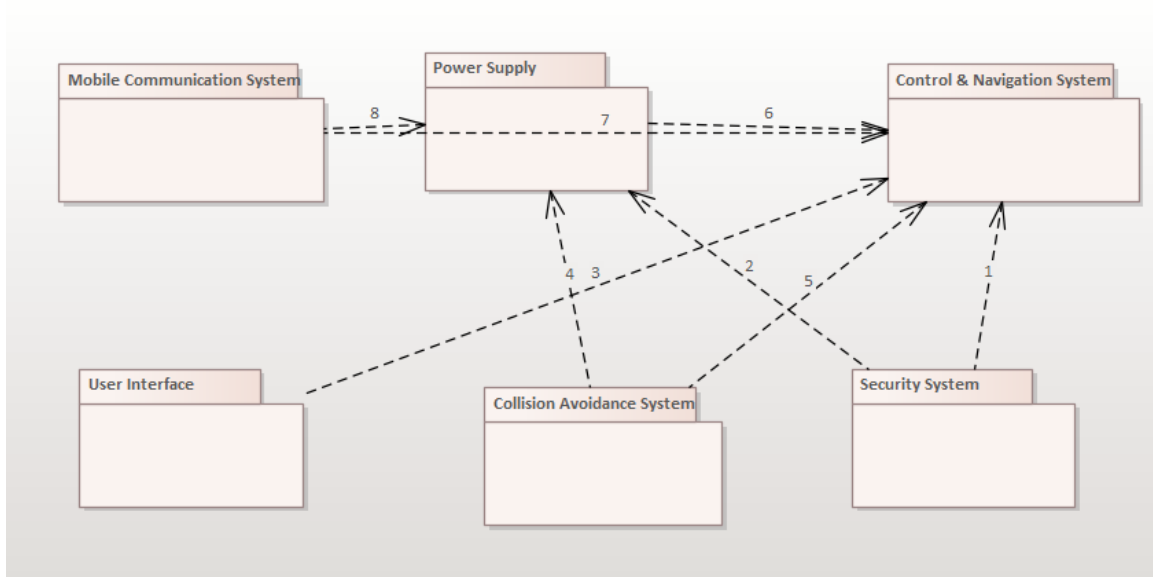 Mobile Communication System
Power Supply
Control & Navigation System
8
7
6
4
3
2
5
1
User Interface
Collision Avoidance System
Security System